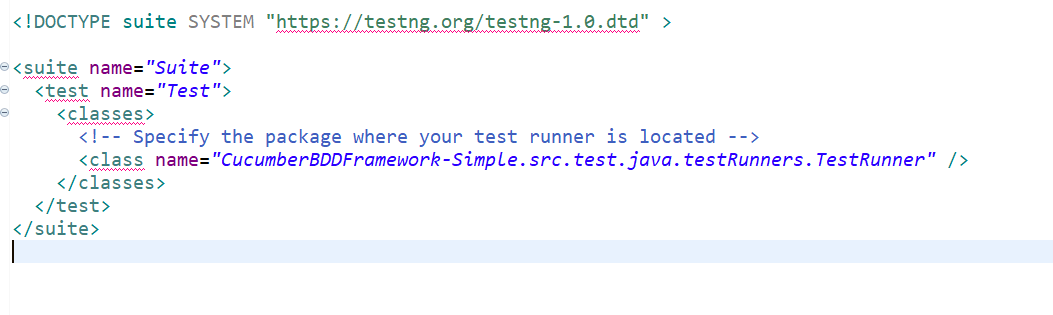 <!DOCTYPE suite SYSTEM "https://testng.org/testng-1.0.dtd" >
<suite name="Suite">
<test name="Test">
<classes>
<!-- Specify the package where your test runner is located -->
<class name="CucumberBDDFramework-Simple.src.test.java.testRunners.TestRunner" />
</classes>
</test>
</suite>